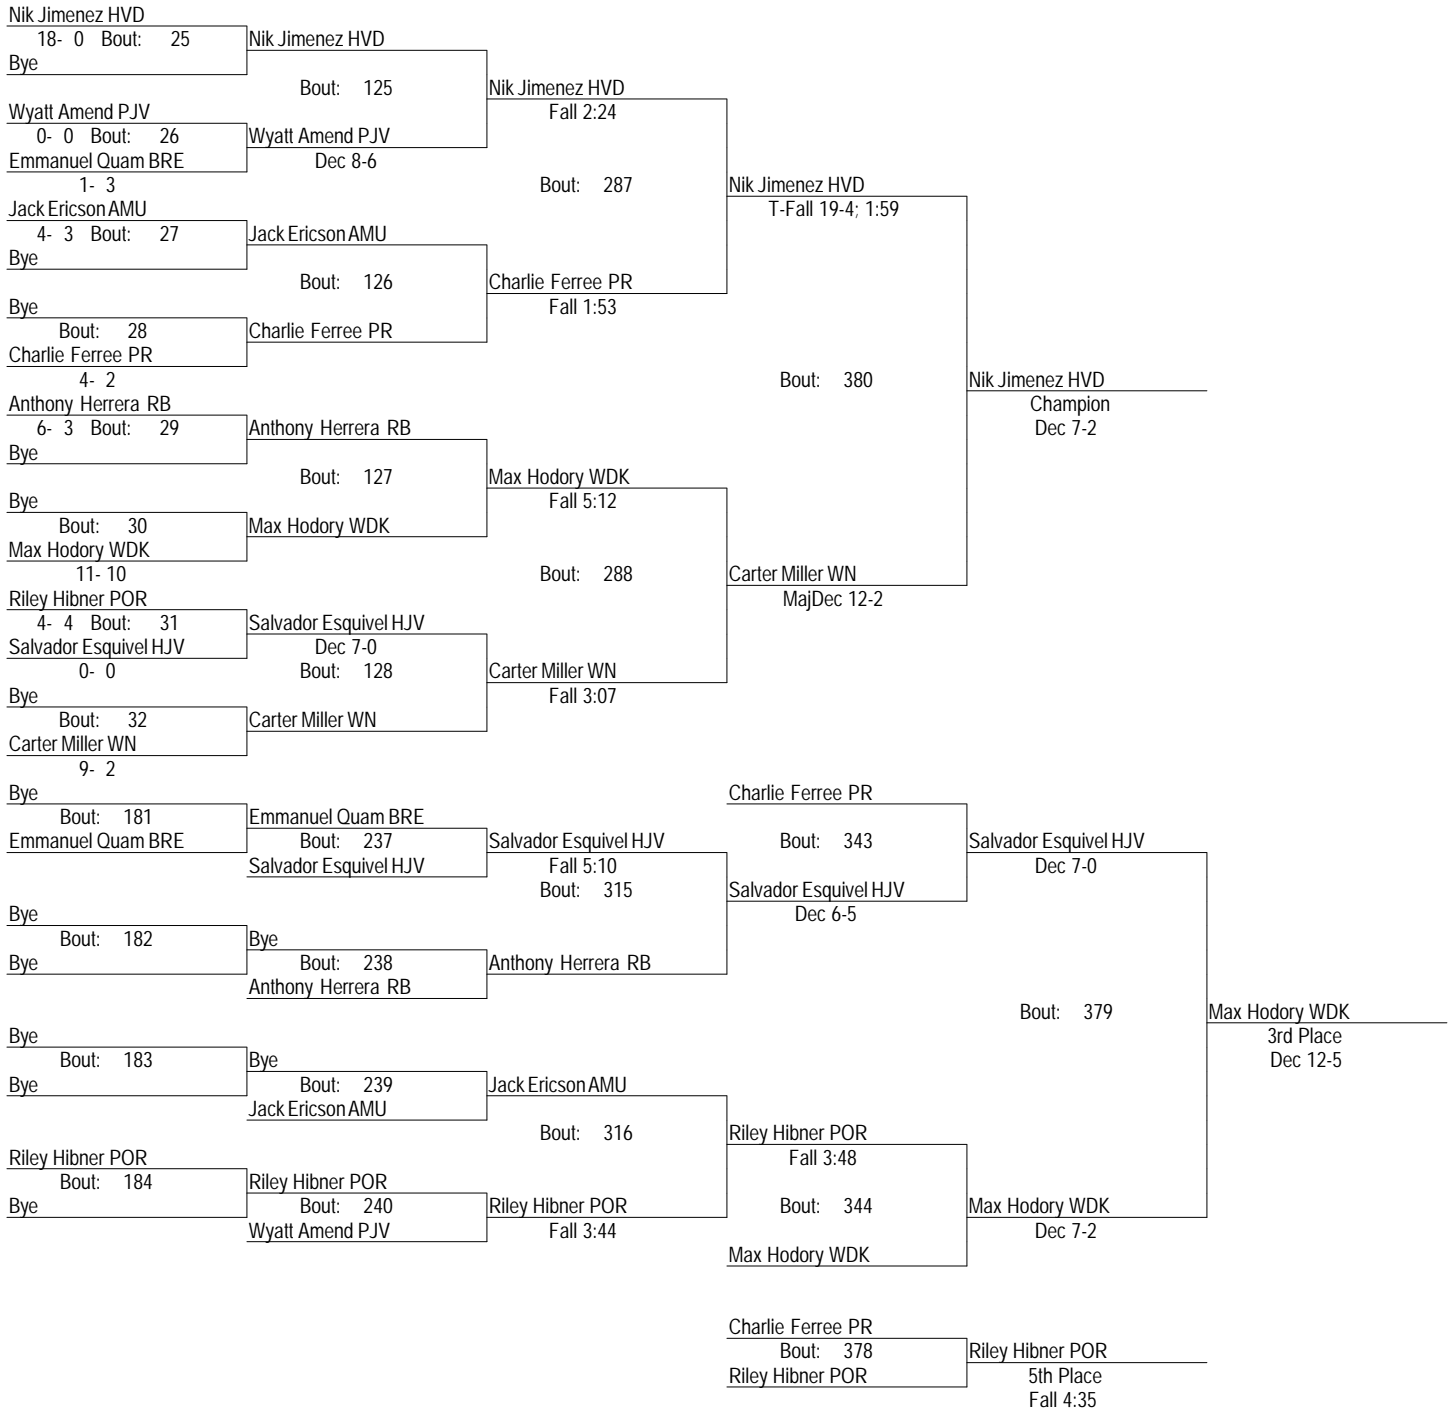 Nik Jimenez HVD
18- 0 Bout: 25 Nik Jimenez HVD
Bye
Bout: 125 Nik Jimenez HVD
Wyatt Amend PJV Fall 2:24
0- 0 Bout: 26 Wyatt Amend PJV
Emmanuel Quam BRE Dec 8-6
1- 3 Bout: 287 Nik Jimenez HVD
Jack Ericson AMU T-Fall 19-4; 1:59
4- 3 Bout: 27 Jack Ericson AMU
Bye
Bout: 126 Charlie Ferree PR
Bye Fall 1:53
Bout: 28 Charlie Ferree PR
Charlie Ferree PR
4- 2 Bout: 380 Nik Jimenez HVD
Anthony Herrera RB Champion
6- 3 Bout: 29 Anthony Herrera RB Dec 7-2
Bye
Bout: 127 Max Hodory WDK
Bye Fall 5:12
Bout: 30 Max Hodory WDK
Max Hodory WDK
11- 10 Bout: 288 Carter Miller WN
Riley Hibner POR MajDec 12-2
4- 4 Bout: 31 Salvador Esquivel HJV
Salvador Esquivel HJV Dec 7-0
0- 0 Bout: 128 Carter Miller WN
Bye Fall 3:07
Bout: 32 Carter Miller WN
Carter Miller WN
9- 2
Bye Charlie Ferree PR
Bout: 181 Emmanuel Quam BRE
Emmanuel Quam BRE Bout: 237 Salvador Esquivel HJV Bout: 343 Salvador Esquivel HJV
Salvador Esquivel HJV Fall 5:10 Dec 7-0
Bout: 315 Salvador Esquivel HJV
Bye Dec 6-5
Bout: 182 Bye
Bye Bout: 238 Anthony Herrera RB
Anthony Herrera RB
Bout: 379 Max Hodory WDK
Bye 3rd Place
Bout: 183 Bye Dec 12-5
Bye Bout: 239 Jack Ericson AMU
Jack Ericson AMU
Bout: 316 Riley Hibner POR
Riley Hibner POR Fall 3:48
Bout: 184 Riley Hibner POR
Bye Bout: 240 Riley Hibner POR Bout: 344 Max Hodory WDK
Wyatt Amend PJV Fall 3:44 Dec 7-2
Max Hodory WDK
Charlie Ferree PR
Bout: 378 Riley Hibner POR
Riley Hibner POR 5th Place
Fall 4:35